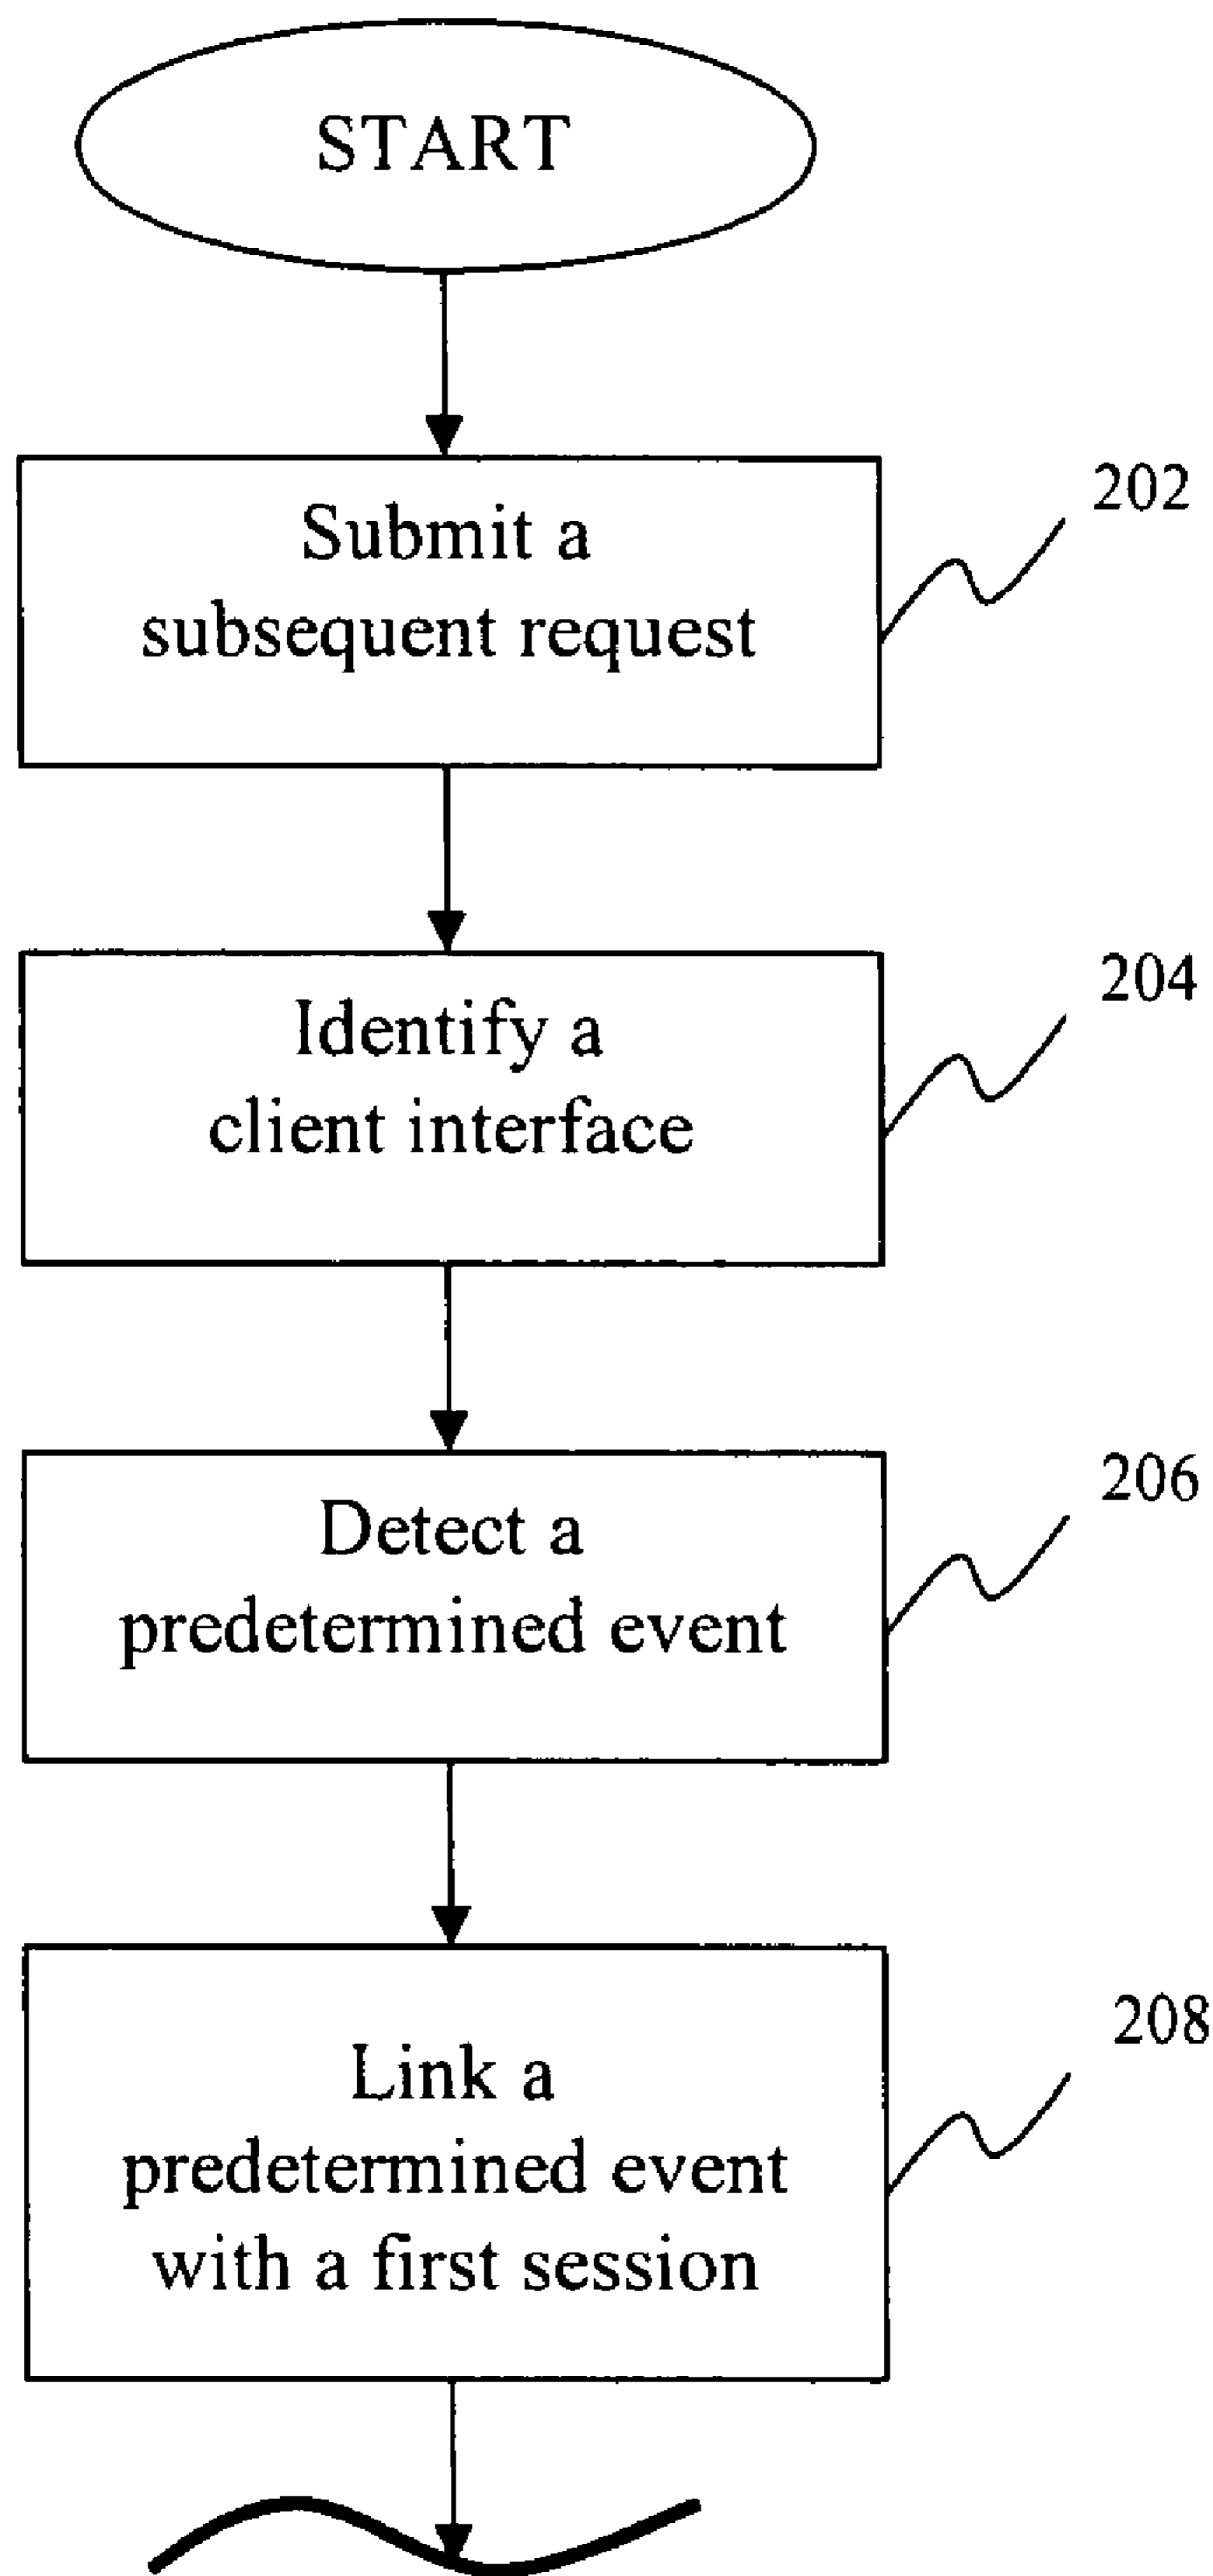 START
202
Submit a
subsequent request
204
Identify a
client interface
206
Detect a
predetermined event
208
Link a
predetermined event
with a first session